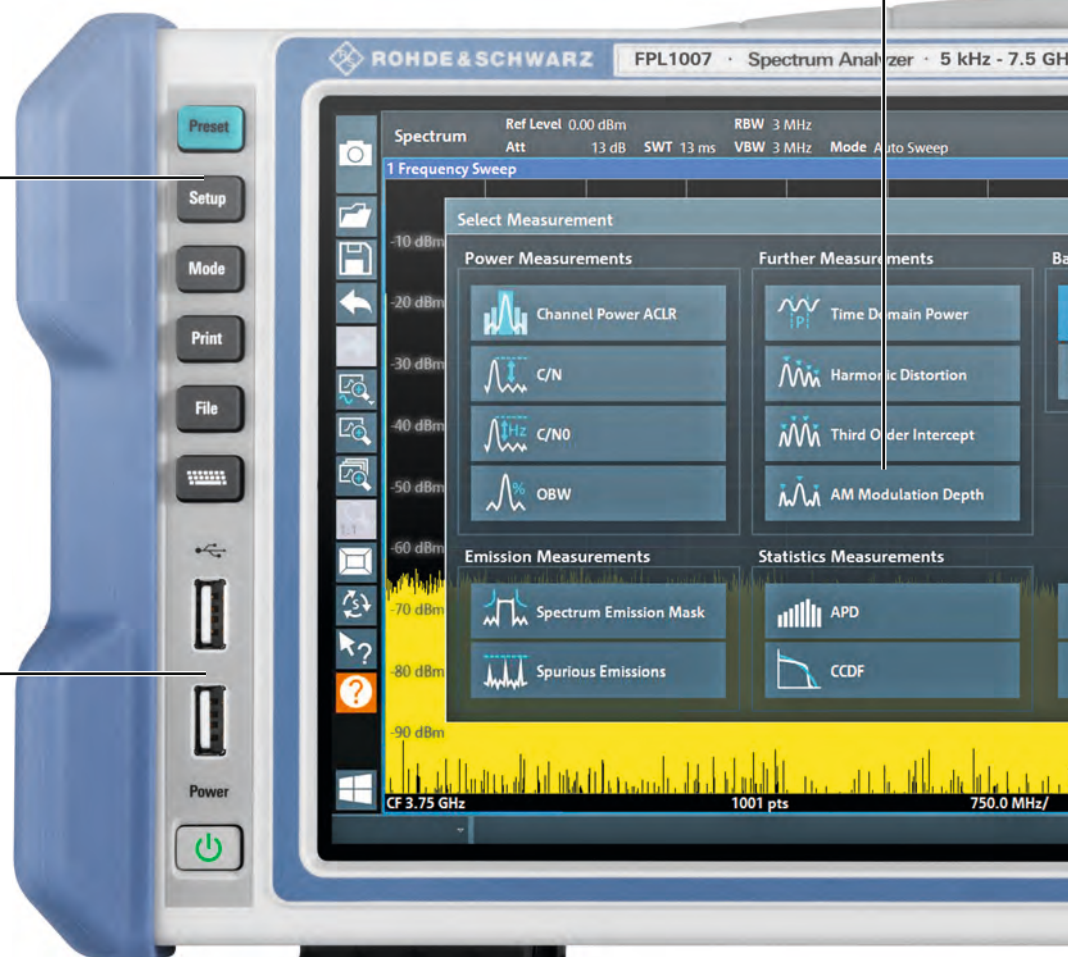 ROHDE & SCHWARZ
FPL1007 · Spectrum Analyzer · 5 kHz - 7.5 GH
Preset
Setup
Mode
Print
File
Power
Spectrum
Ref Level 0.00 dBm RBW 3 MHz
Att 13 dB SWT 13 ms VBW 3 MHz Mode Auto Sweep
1 Frequency Sweep
Select Measurement
Power Measurements
Channel Power ACLR
C/N
Hz
C/N0
%
OBW
Further Measurements
P
Time Domain Power
Harmonic Distortion
Third Order Intercept
AM Modulation Depth
Ba
Emission Measurements
Spectrum Emission Mask
Spurious Emissions
Statistics Measurements
APD
CCDF
-10 dBm
-20 dBm
-30 dBm
-40 dBm
-50 dBm
-60 dBm
-70 dBm
-80 dBm
-90 dBm
1:1
S
?
?
CF 3.75 GHz 1001 pts 750.0 MHz/